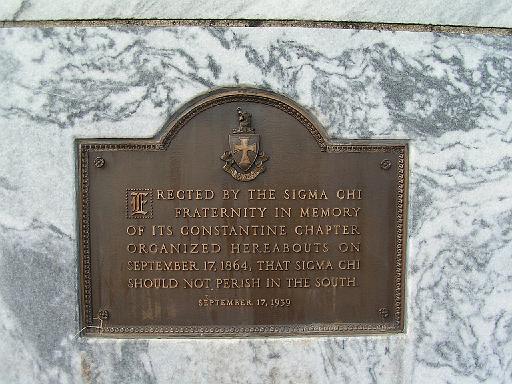 ERECTED BY THE SIGMA CHI
FRATERNITY IN MEMORY
OF ITS CONSTANTINE CHAPTER
ORGANIZED HEREABOUTS ON
SEPTEMBER 17, 1864, THAT SIGMA CHI
SHOULD NOT PERISH IN THE SOUTH
SEPTEMBER 17, 1939